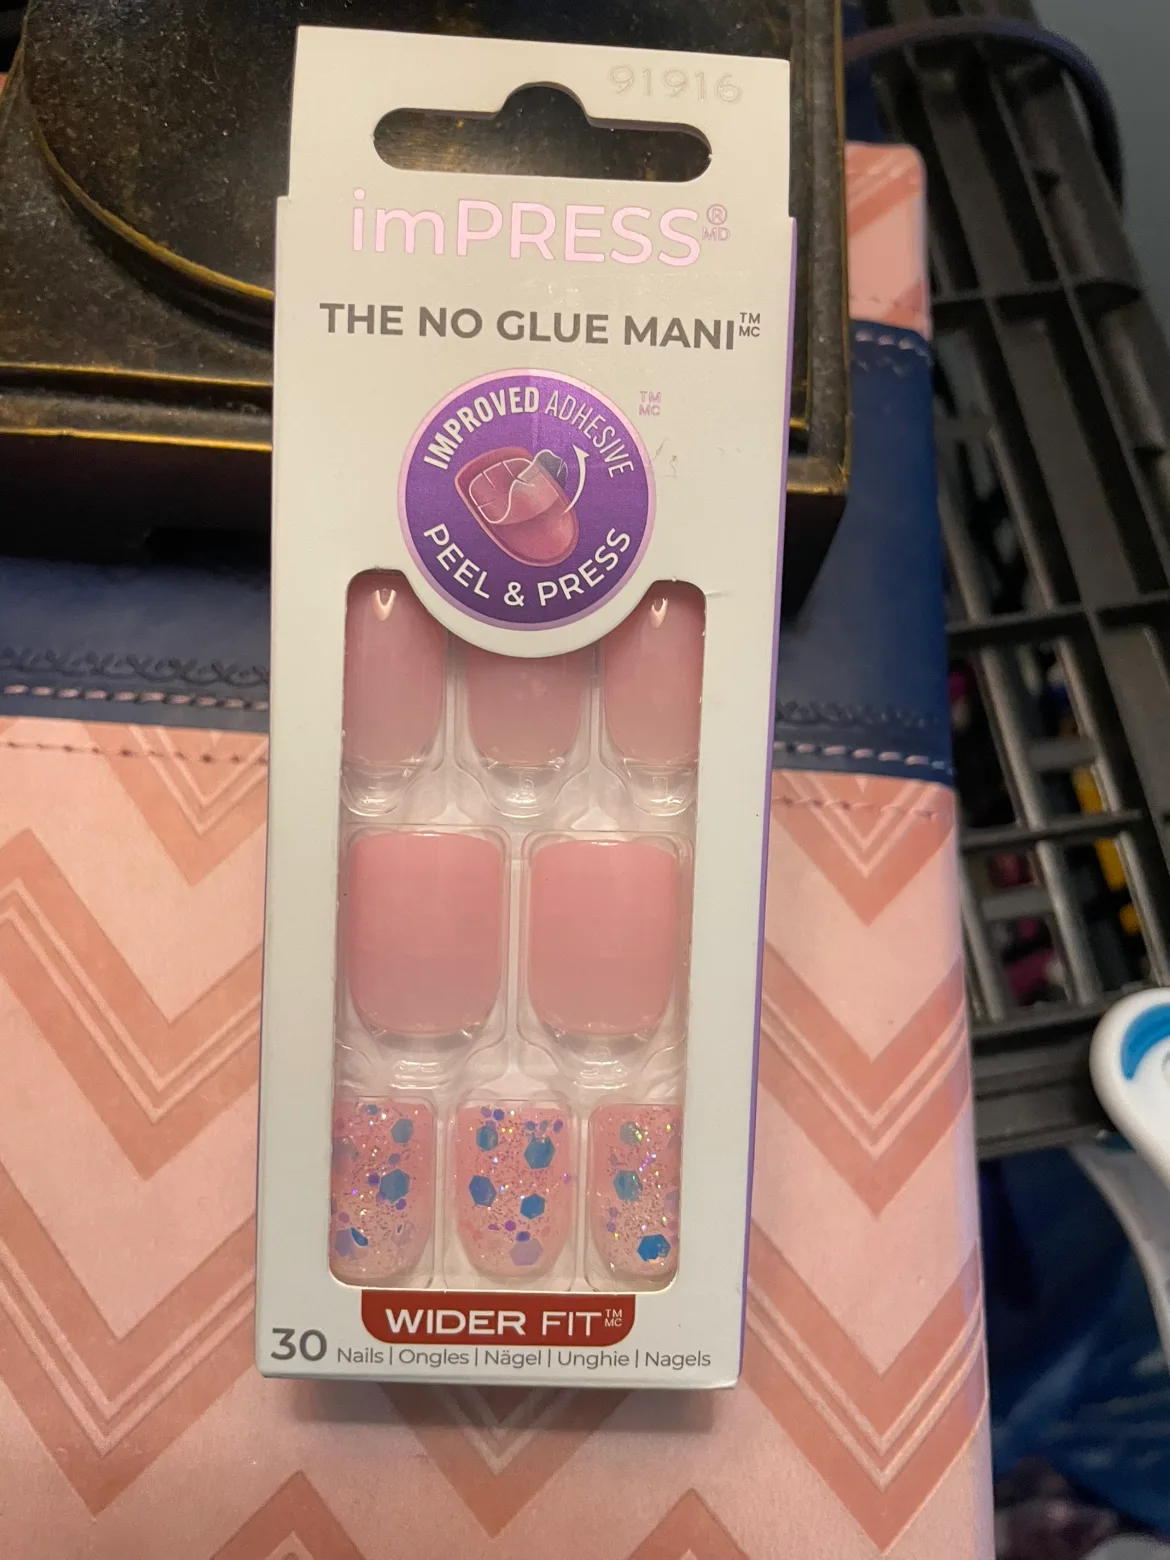 91916
imPRESS®
MD
THE NO GLUE MANI™
MC
IMPROVED ADHESIVE
TM
MC
PEEL & PRESS
WIDER FIT™
MC
30 Nails | Ongles | Nägel | Unghie | Nagels